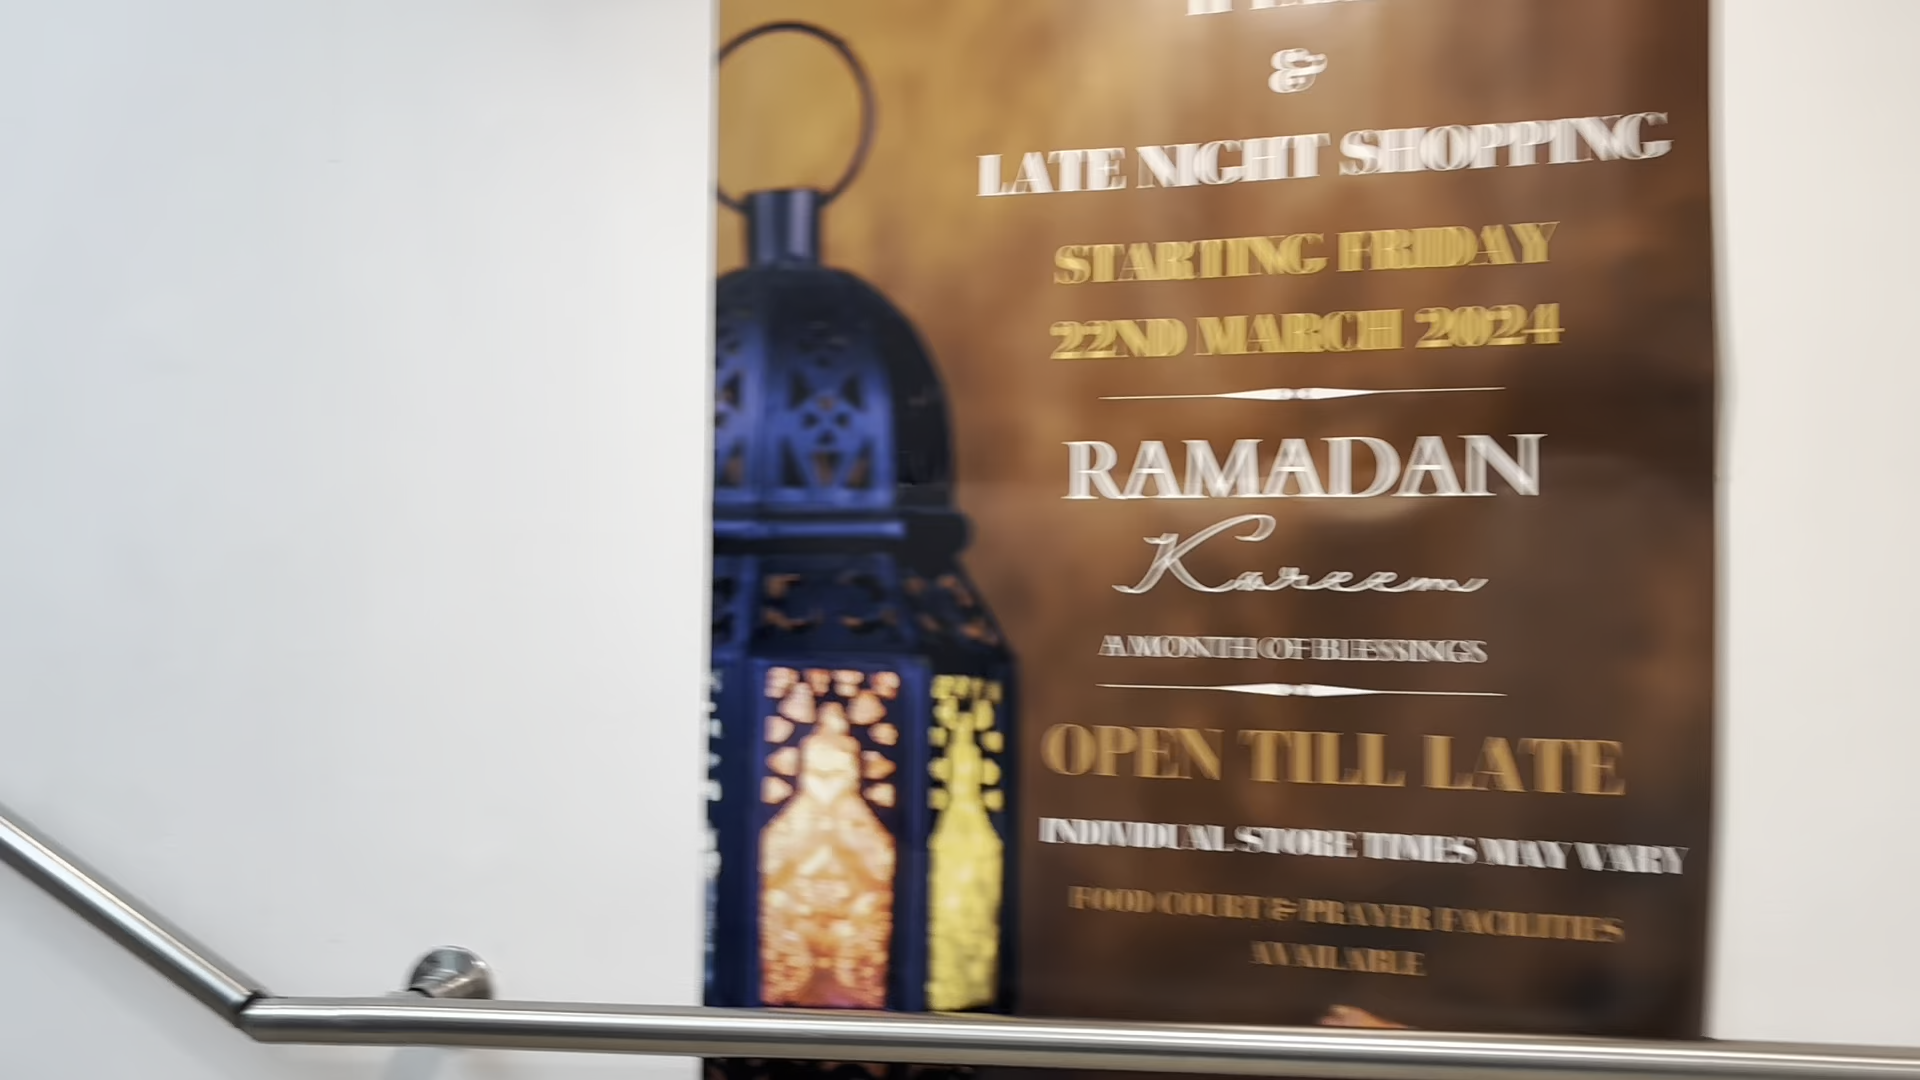 &
LATE NIGHT SHOPPING
STARTING FRIDAY
22ND MARCH 2024
RAMADAN
Kareem
A MONTH OF BLESSINGS
OPEN TILL LATE
INDIVIDUAL STORE TIMES MAY VARY
FOOD COURT & PRAYER FACILITIES
AVAILABLE